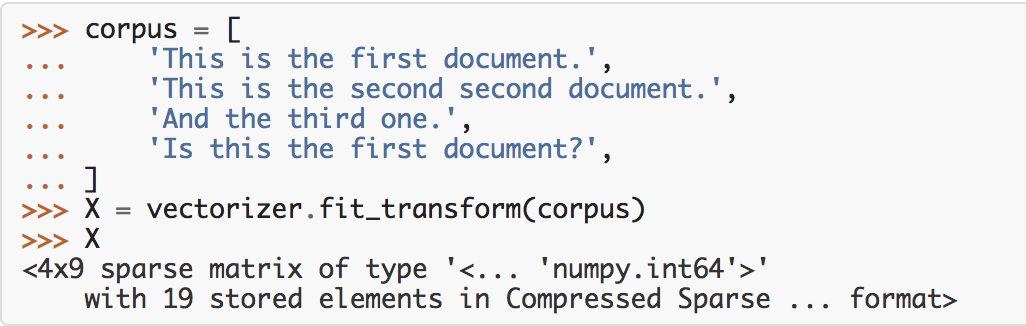 >>> corpus = [
...     'This is the first document.',
...     'This is the second second document.',
...     'And the third one.',
...     'Is this the first document?',
... ]
>>> X = vectorizer.fit_transform(corpus)
>>> X
<4x9 sparse matrix of type '<... 'numpy.int64'>'
    with 19 stored elements in Compressed Sparse ... format>